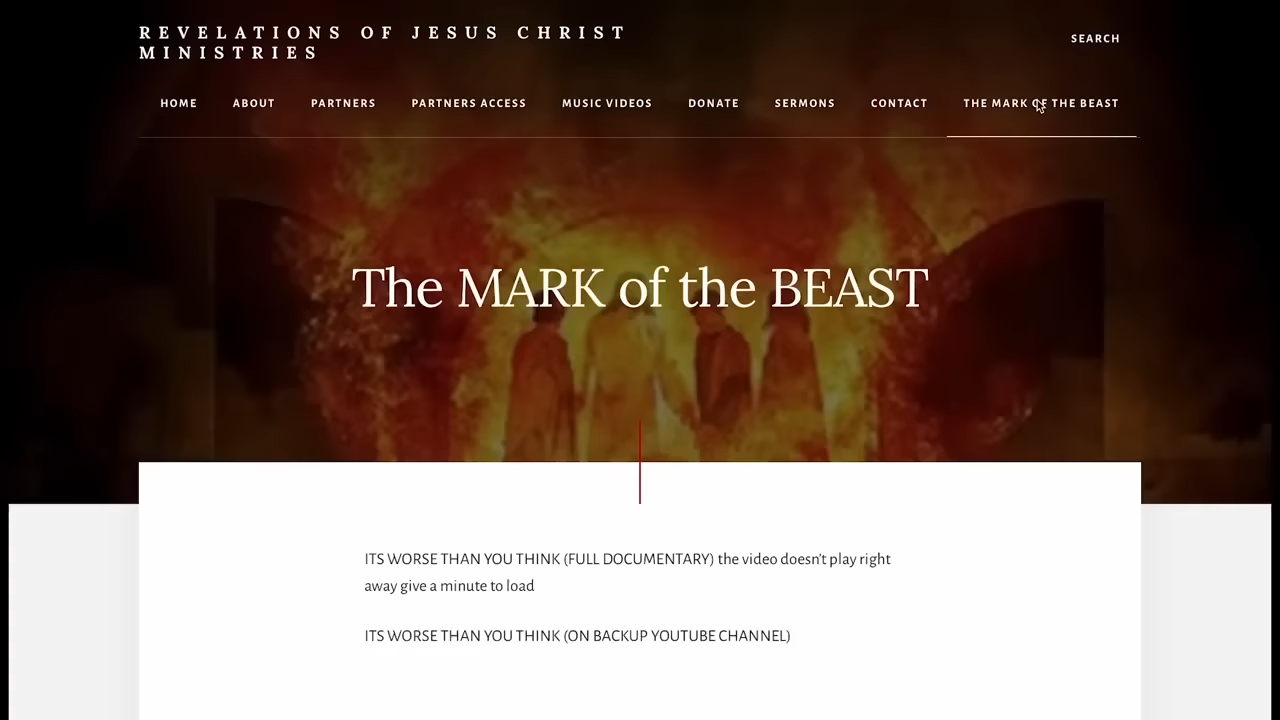 REVELATIONS OF JESUS CHRIST
MINISTRIES
SEARCH
HOME ABOUT PARTNERS PARTNERS ACCESS MUSIC VIDEOS DONATE SERMONS CONTACT THE MARK OF THE BEAST
The MARK of the BEAST
ITS WORSE THAN YOU THINK (FULL DOCUMENTARY) the video doesn't play right
away give a minute to load
ITS WORSE THAN YOU THINK (ON BACKUP YOUTUBE CHANNEL)